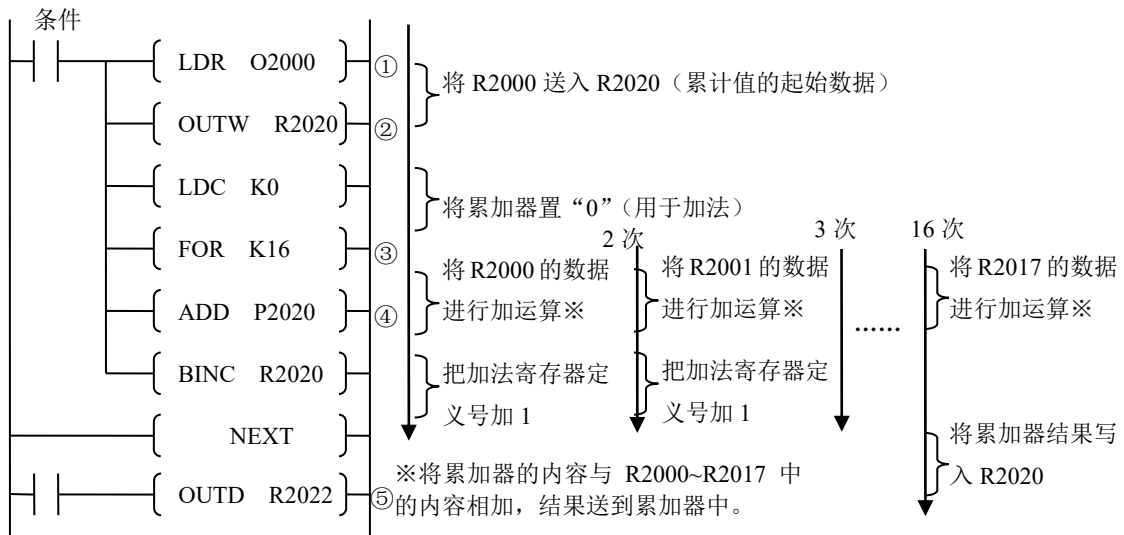 条件
LDR O2000 ①
将 R2000 送入 R2020（累计值的起始数据）
OUTW R2020 ②
LDC K0
将累加器置“0”（用于加法）
2 次
3 次
16 次
FOR K16 ③
将 R2000 的数据
进行加运算※
将 R2001 的数据
进行加运算※
将 R2017 的数据
进行加运算※
ADD P2020 ④
……
BINC R2020
把加法寄存器定
义号加 1
把加法寄存器定
义号加 1
NEXT
将累加器结果写
入 R2020
OUTD R2022 ⑤
※将累加器的内容与 R2000~R2017 中
的内容相加，结果送到累加器中。